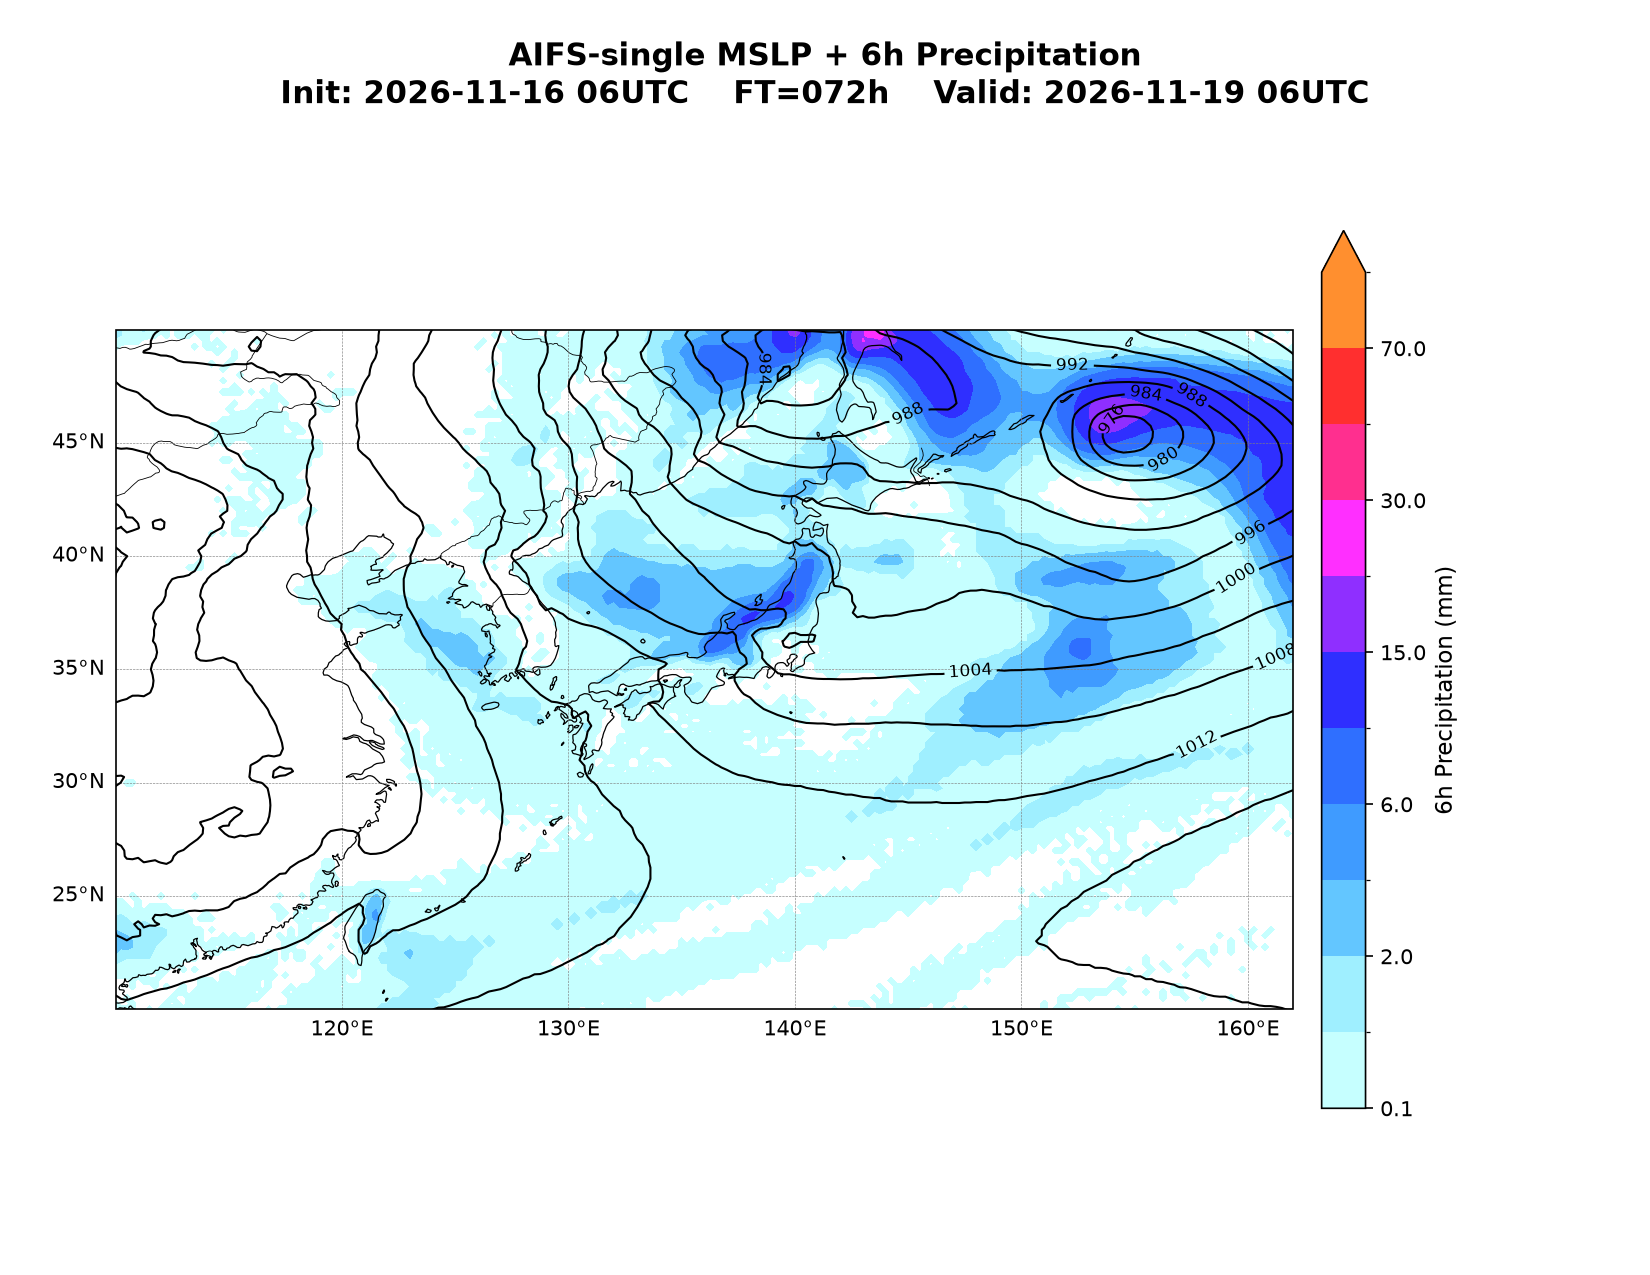 AIFS-single MSLP + 6h Precipitation
Init: 2026-11-16 06UTC    FT=072h    Valid: 2026-11-19 06UTC
984
992
988
984
988
976
980
996
1000
1004
1008
1012
45°N
40°N
35°N
30°N
25°N
120°E
130°E
140°E
150°E
160°E
70.0
30.0
15.0
6.0
2.0
0.1
6h Precipitation (mm)